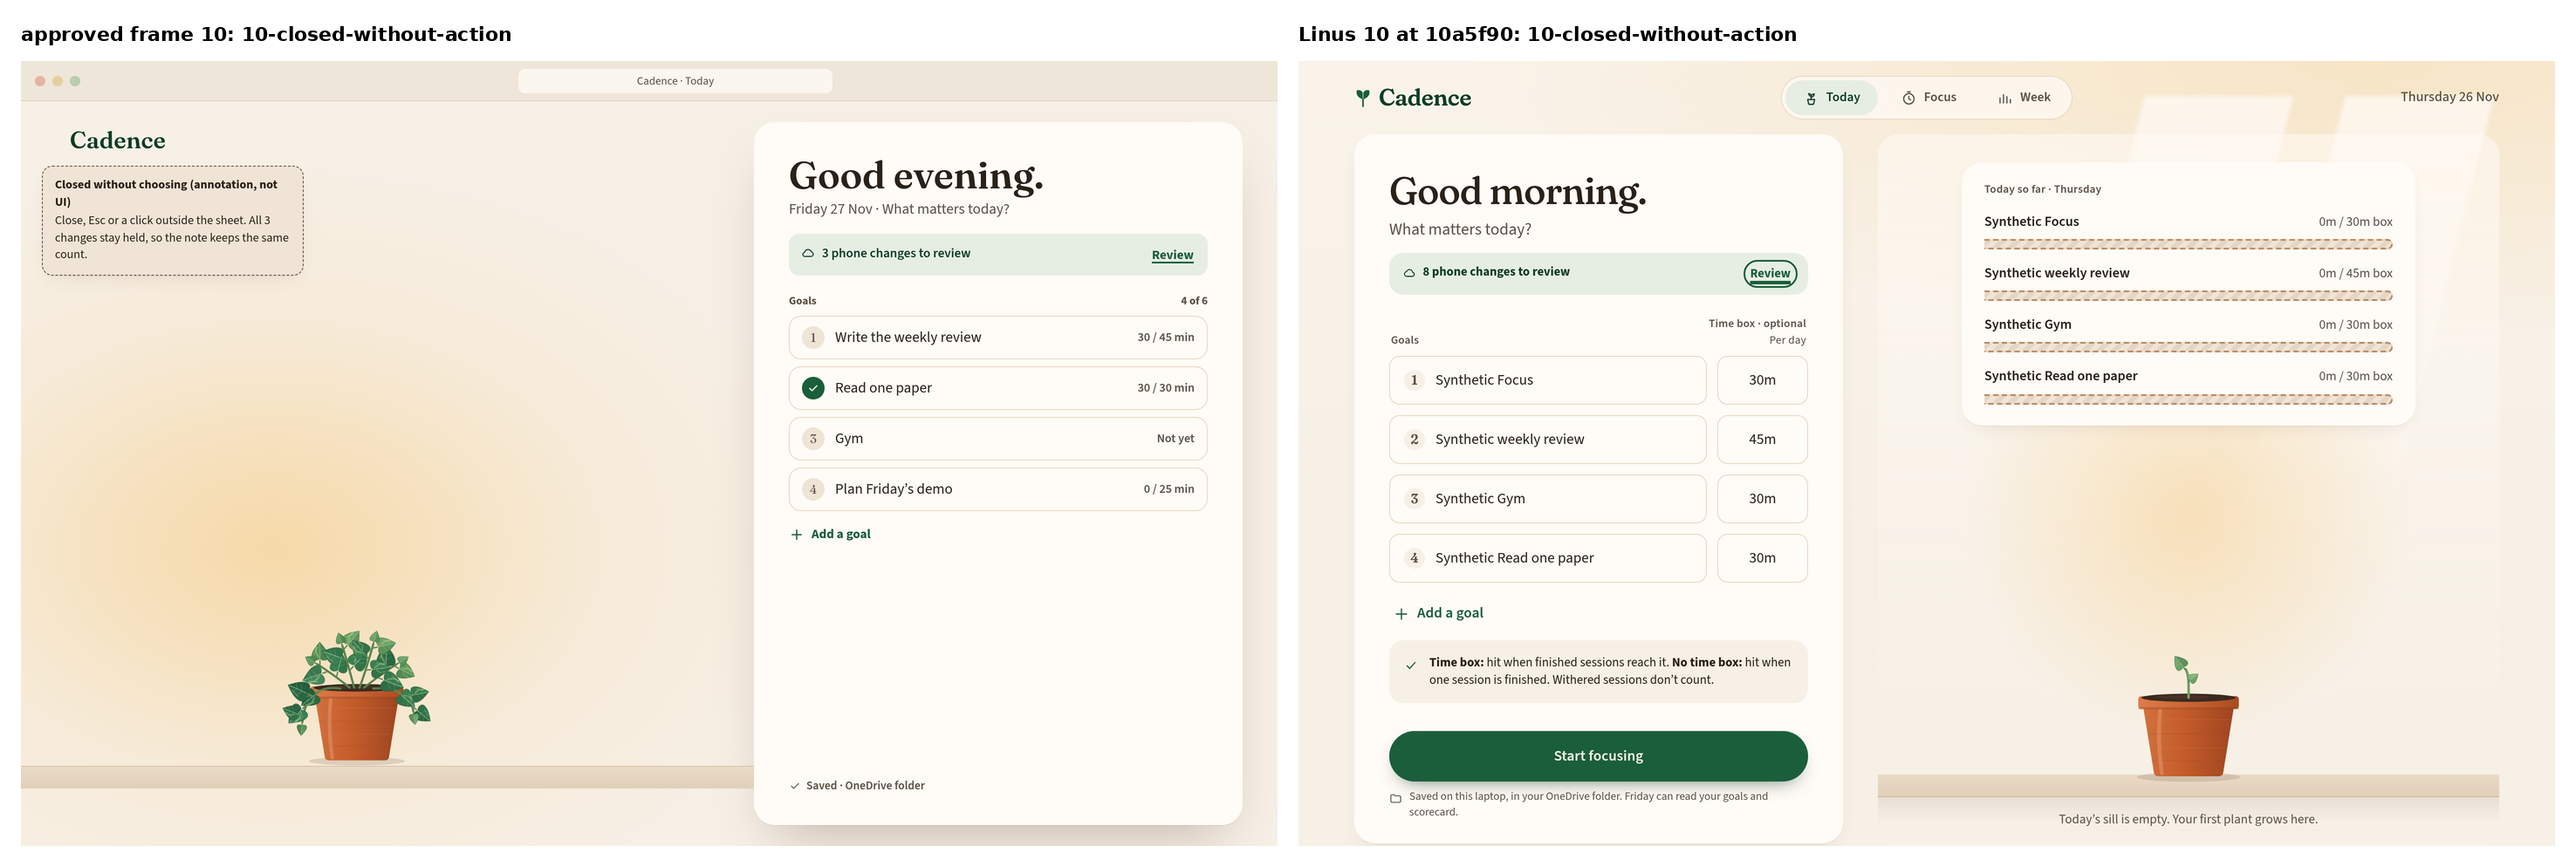 approved frame 10: 10-closed-without-action
Cadence · Today
Cadence
Closed without choosing (annotation, not
UI)
Close, Esc or a click outside the sheet. All 3
changes stay held, so the note keeps the same
count.
Good evening.
Friday 27 Nov · What matters today?
3 phone changes to review
Review
Goals
4 of 6
1 Write the weekly review 30 / 45 min
Read one paper 30 / 30 min
3 Gym Not yet
4 Plan Friday’s demo 0 / 25 min
Add a goal
Saved · OneDrive folder
Linus 10 at 10a5f90: 10-closed-without-action
Cadence
Today
Focus
Week
Thursday 26 Nov
Good morning.
What matters today?
8 phone changes to review
Review
Time box · optional
Goals
Per day
1 Synthetic Focus 30m
2 Synthetic weekly review 45m
3 Synthetic Gym 30m
4 Synthetic Read one paper 30m
Add a goal
Time box: hit when finished sessions reach it. No time box: hit when
one session is finished. Withered sessions don’t count.
Start focusing
Saved on this laptop, in your OneDrive folder. Friday can read your goals and
scorecard.
Today so far · Thursday
Synthetic Focus 0m / 30m box
Synthetic weekly review 0m / 45m box
Synthetic Gym 0m / 30m box
Synthetic Read one paper 0m / 30m box
Today’s sill is empty. Your first plant grows here.